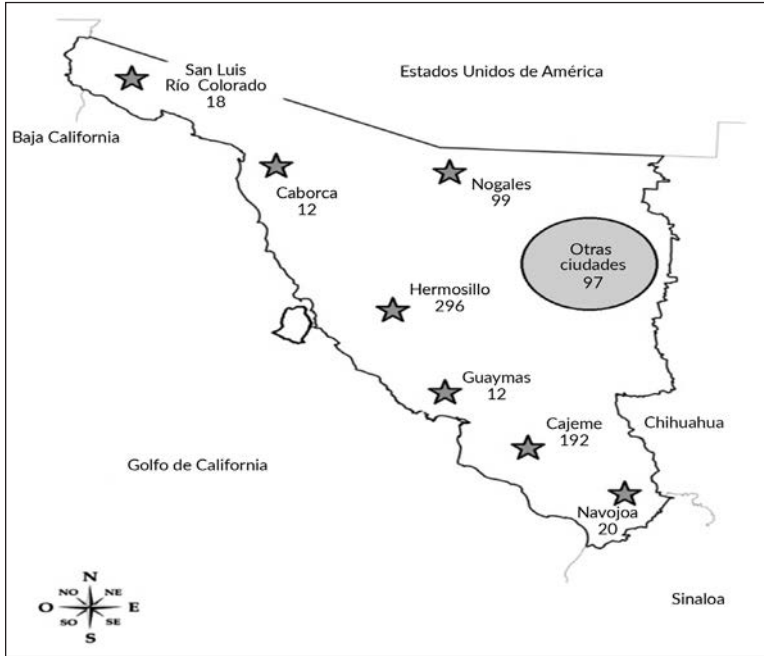 San Luis
Río Colorado
18
Estados Unidos de América
Baja California
Caborca
12
Nogales
99
Otras
ciudades
97
Hermosillo
296
Guaymas
12
Cajeme
192
Chihuahua
Golfo de California
Navojoa
20
Sinaloa
N
NO
NE
O
E
SO
SE
S